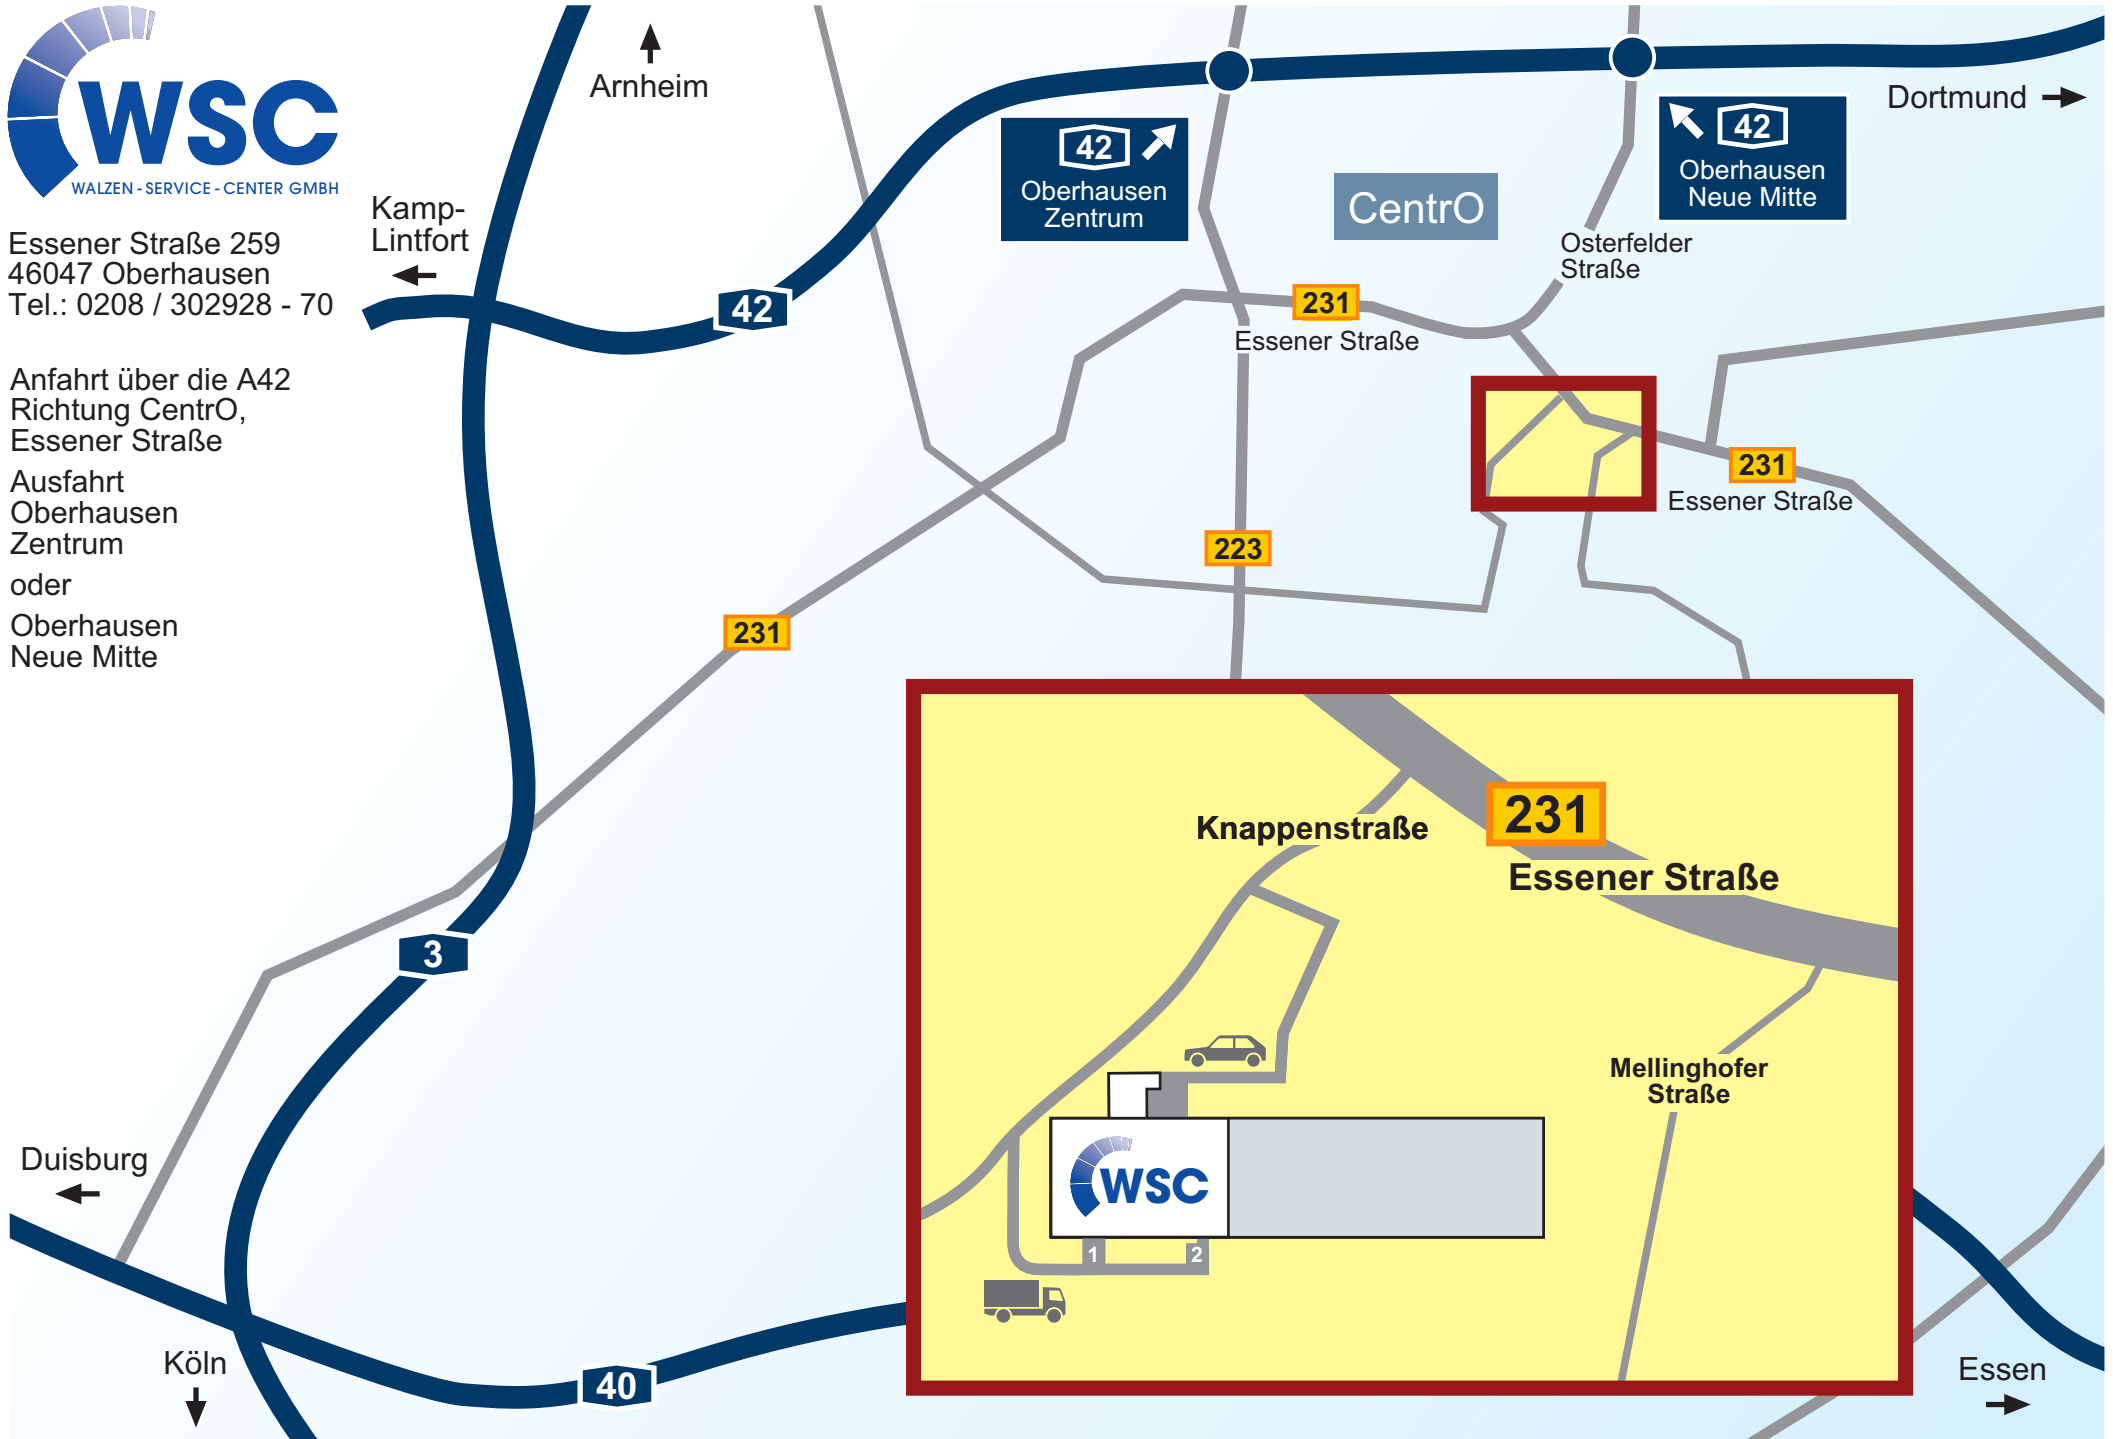 WSC
WALZEN - SERVICE - CENTER GMBH
Essener Straße 259
46047 Oberhausen
Tel.: 0208 / 302928 - 70
Anfahrt über die A42
Richtung CentrO,
Essener Straße
Ausfahrt
Oberhausen
Zentrum
oder
Oberhausen
Neue Mitte
Arnheim
Kamp-
Lintfort
42
42
Oberhausen
Zentrum
CentrO
42
Oberhausen
Neue Mitte
Dortmund
Osterfelder
Straße
231
Essener Straße
231
Essener Straße
223
231
3
Duisburg
Köln
40
Essen
Knappenstraße
231
Essener Straße
Mellinghofer
Straße
WSC
1
2